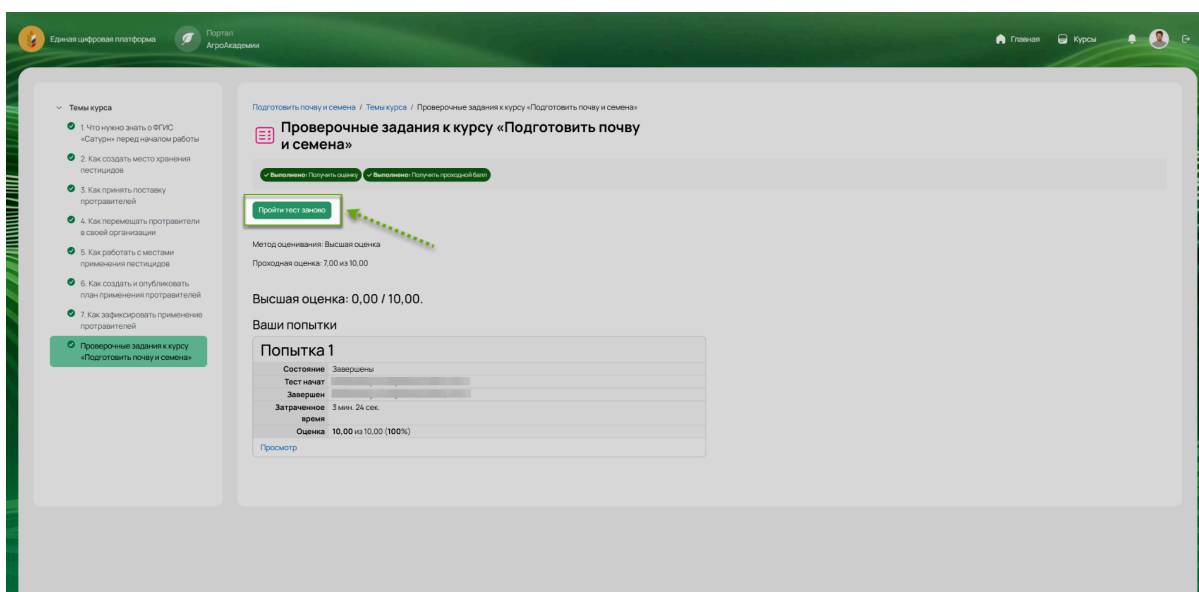 Единая цифровая платформа
Портал
АгроАкадемии
Главная
Курсы
Темы курса
1. Что нужно знать о ФГИС
«Сатурн» перед началом работы
2. Как создать место хранения
пестицидов
3. Как принять поставку
протравителей
4. Как перемещать протравители
в своей организации
5. Как работать с местами
применения пестицидов
6. Как создать и опубликовать
план применения протравителей
7. Как зафиксировать применение
протравителей
Проверочные задания к курсу
«Подготовить почву и семена»
Подготовить почву и семена / Темы курса / Проверочные задания к курсу «Подготовить почву и семена»
Проверочные задания к курсу «Подготовить почву
и семена»
Выполнено: Получить оценку Выполнено: Получить проходной балл
Пройти тест заново
Метод оценивания: Высшая оценка
Проходная оценка: 7,00 из 10,00
Высшая оценка: 0,00 / 10,00.
Ваши попытки
Попытка 1
Состояние Завершены
Тест начат
Завершен
Затраченное 3 мин. 24 сек.
время
Оценка 10,00 из 10,00 (100%)
Просмотр